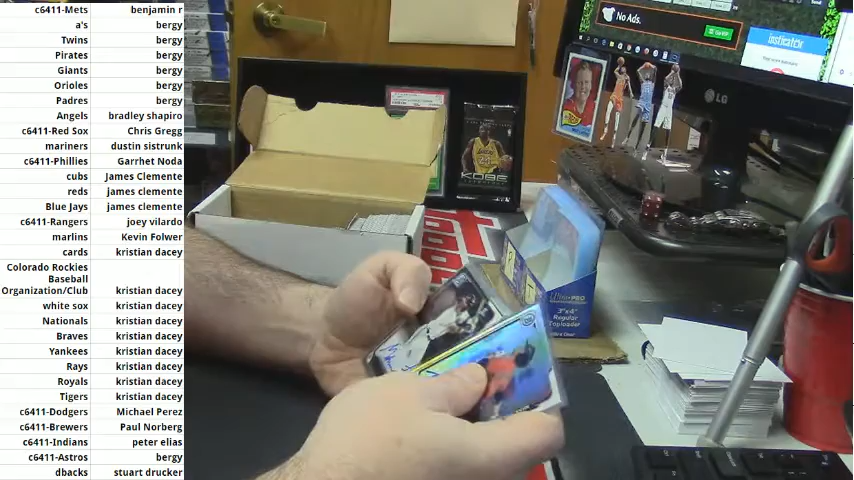 c6411-Mets benjamin r
a's bergy
Twins bergy
Pirates bergy
Giants bergy
Orioles bergy
Padres bergy
Angels bradley shapiro
c6411-Red Sox Chris Gregg
mariners dustin sistrunk
c6411-Phillies Garrhet Noda
cubs James Clemente
reds james clemente
Blue Jays james clemente
c6411-Rangers joey vilardo
marlins Kevin Folwer
cards kristian dacey
Colorado Rockies
Baseball
Organization/Club kristian dacey
white sox kristian dacey
Nationals kristian dacey
Braves kristian dacey
Yankees kristian dacey
Rays kristian dacey
Royals kristian dacey
Tigers kristian dacey
c6411-Dodgers Michael Perez
c6411-Brewers Paul Norberg
c6411-Indians peter elias
c6411-Astros bergy
dbacks stuart drucker
No Ads.
LG
KOBE
Ultra PRO
3"x4"
Regular
Toploader